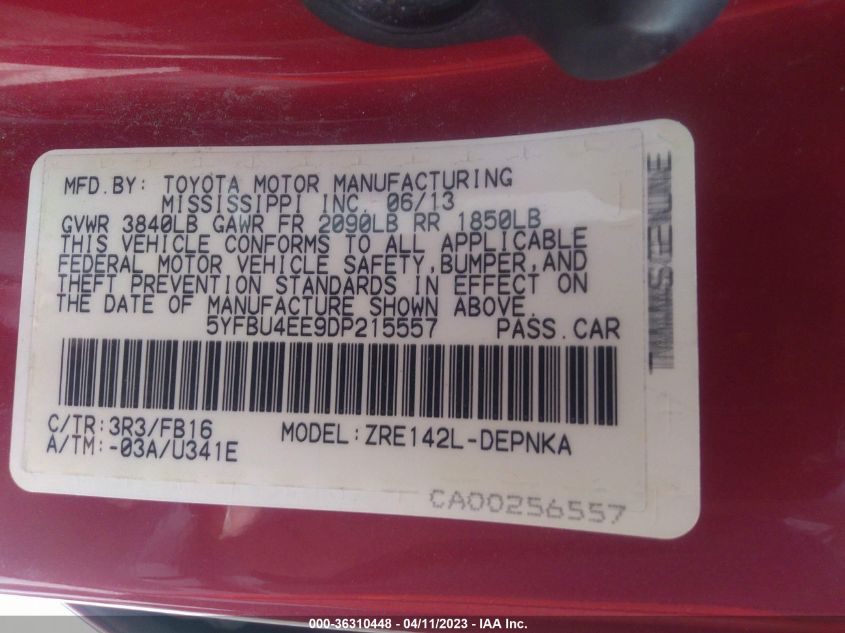 MFD.BY: TOYOTA MOTOR MANUFACTURING
MISSISSIPPI INC. 06/13
GVWR 3840LB GAWR FR 2090LB RR 1850LB
THIS VEHICLE CONFORMS TO ALL APPLICABLE
FEDERAL MOTOR VEHICLE SAFETY,BUMPER,AND
THEFT PREVENTION STANDARDS IN EFFECT ON
THE DATE OF MANUFACTURE SHOWN ABOVE.
5YFBU4EE9DP215557 PASS.CAR
C/TR:3R3/FB16 MODEL:ZRE142L-DEPNKA
A/TM:-03A/U341E
CA00256557
000-36310448 - 04/11/2023 - IAA Inc.